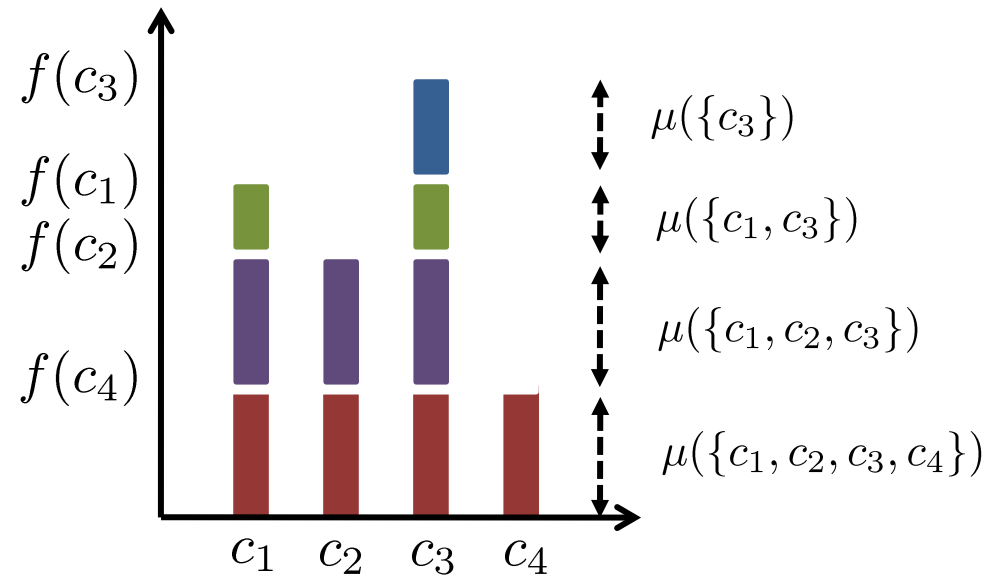 f(c₃)
μ({c₃})
f(c₁)
μ({c₁, c₃})
f(c₂)
μ({c₁, c₂, c₃})
f(c₄)
μ({c₁, c₂, c₃, c₄})
c₁ c₂ c₃ c₄